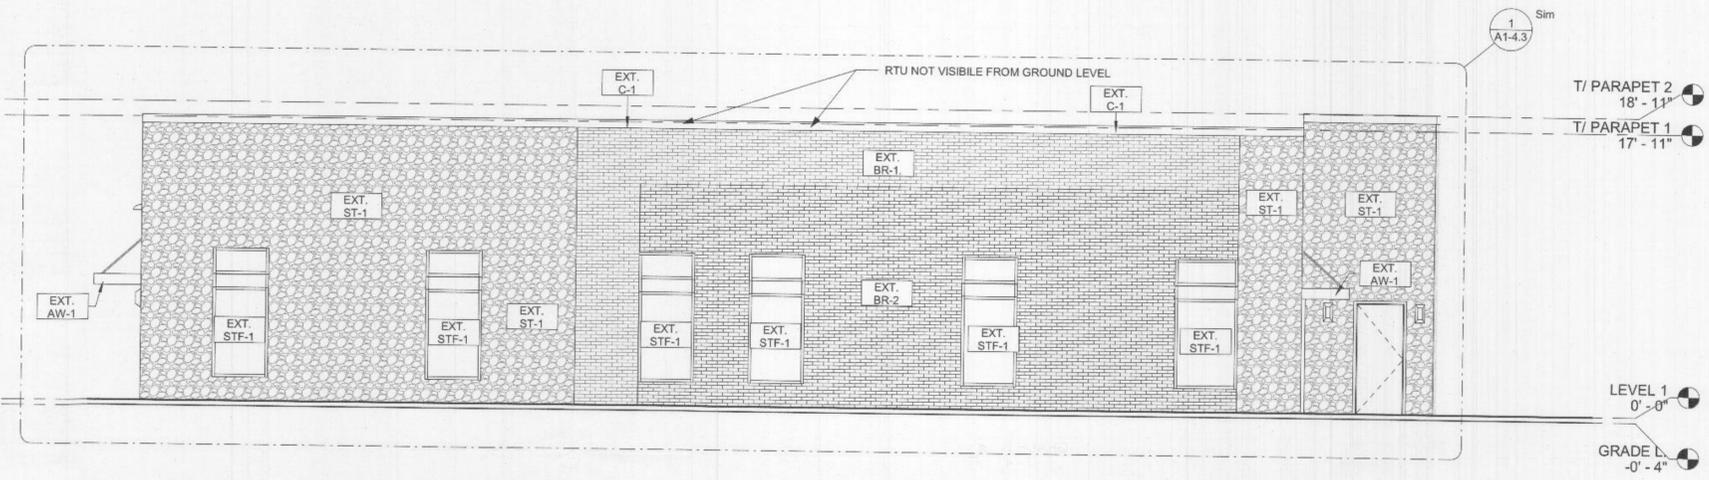 1
A1-4.3
Sim
RTU NOT VISIBILE FROM GROUND LEVEL
EXT.
C-1
EXT.
C-1
T/ PARAPET 2
18' - 11"
T/ PARAPET 1
17' - 11"
EXT.
BR-1
EXT.
ST-1
EXT.
ST-1
EXT.
ST-1
EXT.
AW-1
EXT.
BR-2
EXT.
AW-1
EXT.
ST-1
EXT.
STF-1
EXT.
STF-1
EXT.
STF-1
EXT.
STF-1
EXT.
STF-1
EXT.
STF-1
LEVEL 1
0' - 0"
GRADE L.
-0' - 4"